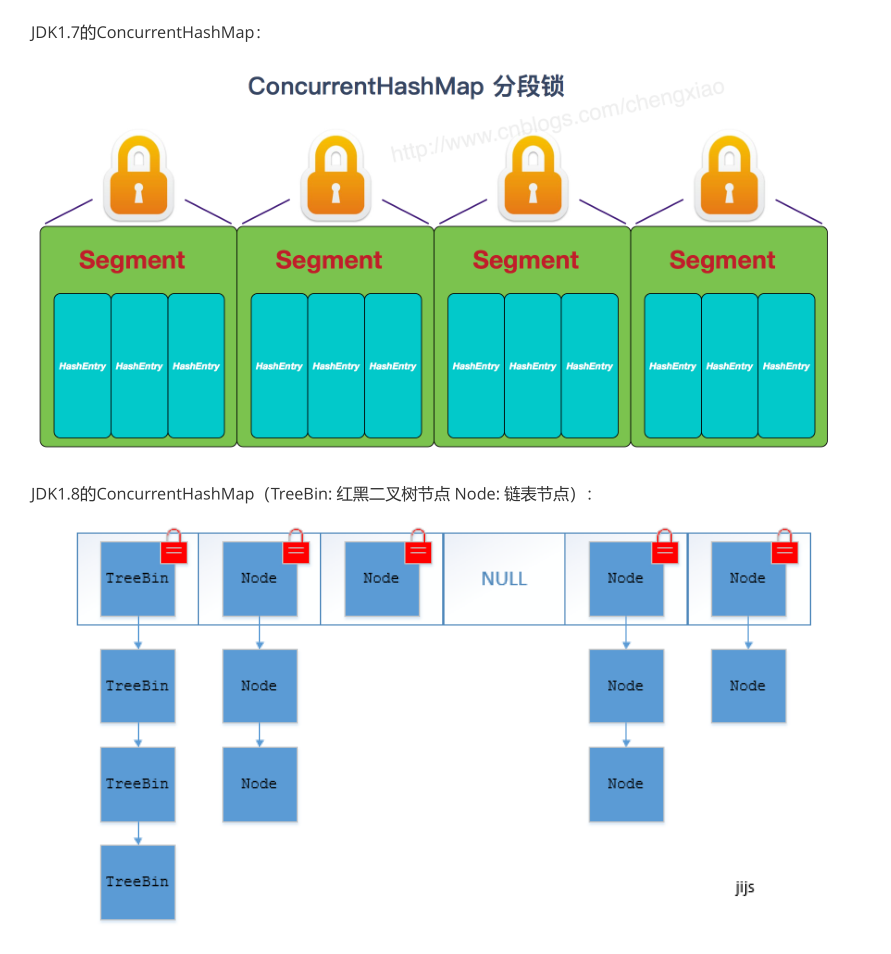 JDK1.7的ConcurrentHashMap：
ConcurrentHashMap 分段锁
http://www.cnblogs.com/chengxiao
Segment Segment Segment Segment
HashEntry HashEntry HashEntry HashEntry HashEntry HashEntry HashEntry HashEntry HashEntry HashEntry HashEntry HashEntry
JDK1.8的ConcurrentHashMap（TreeBin: 红黑二叉树节点 Node: 链表节点）：
TreeBin Node Node NULL Node Node
TreeBin Node Node Node
TreeBin Node Node
TreeBin
jijs